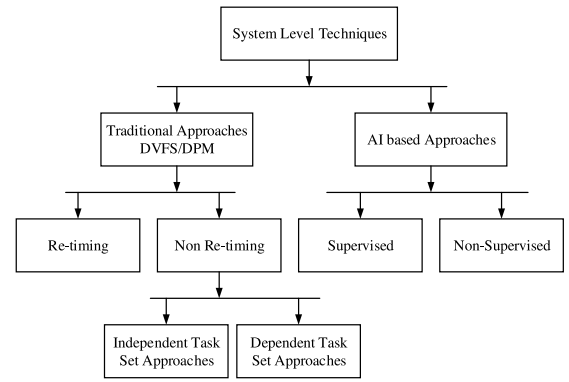 System Level Techniques
Traditional Approaches
DVFS/DPM
AI based Approaches
Re-timing
Non Re-timing
Supervised
Non-Supervised
Independent Task
Set Approaches
Dependent Task
Set Approaches